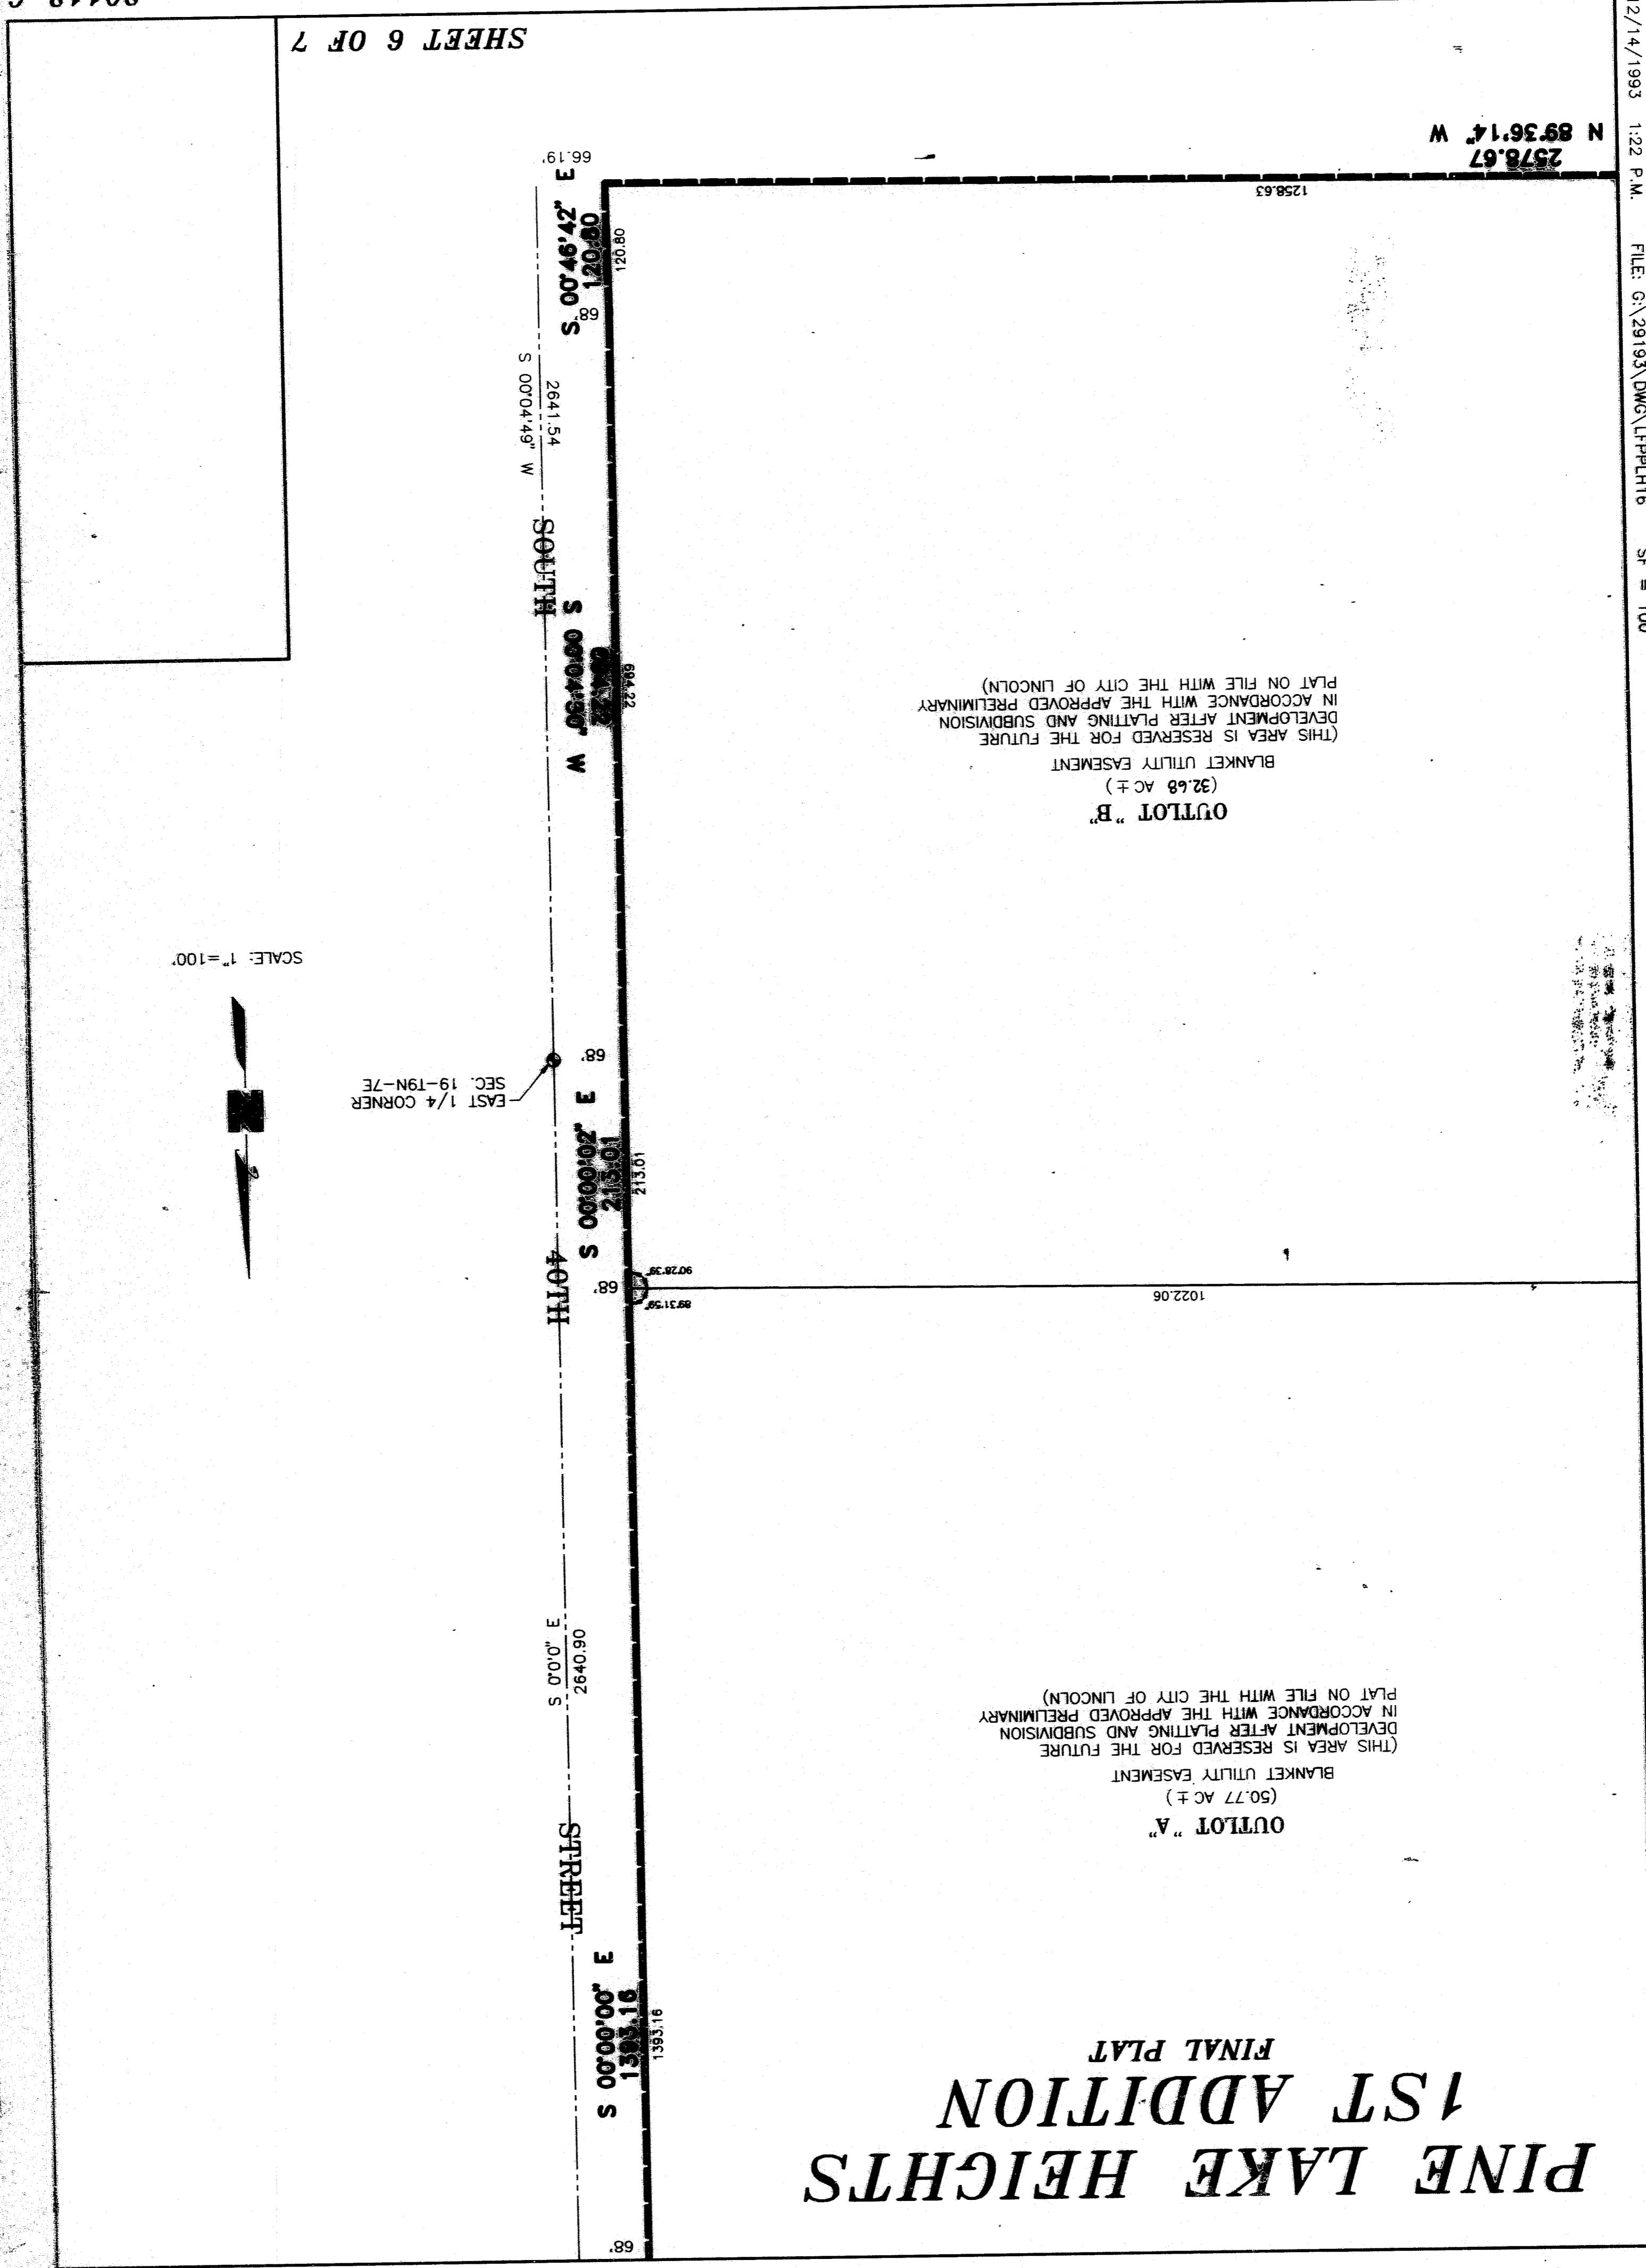 PINE LAKE HEIGHTS
1ST ADDITION
FINAL PLAT
68'
S 00°00'00" E
1393.16
1393.16
STREET
OUTLOT "A"
(50.77 AC ±)
BLANKET UTILITY EASEMENT
(THIS AREA IS RESERVED FOR THE FUTURE
DEVELOPMENT AFTER PLATTING AND SUBDIVISION
IN ACCORDANCE WITH THE APPROVED PRELIMINARY
PLAT ON FILE WITH THE CITY OF LINCOLN)
S 0°0'0" E
2640.90
89°31'59"
90°28'39"
1022.06
68'
40TH
S 00°00'02" E
213.01
213.01
EAST 1/4 CORNER
SEC. 19-T9N-7E
68'
SCALE: 1"=100'
OUTLOT "B"
(32.68 AC ±)
BLANKET UTILITY EASEMENT
(THIS AREA IS RESERVED FOR THE FUTURE
DEVELOPMENT AFTER PLATTING AND SUBDIVISION
IN ACCORDANCE WITH THE APPROVED PRELIMINARY
PLAT ON FILE WITH THE CITY OF LINCOLN)
S 00°04'30" W
694.22
SOUTH
2641.54
S 00°04'49" W
68'
S 00°46'42" E
120.80
120.80
66.19'
1258.63
2578.67
N 89°36'14" W
SHEET 6 OF 7
12/14/1993 1:22 P.M. FILE: G:\29193\DWG\LFPPLH16 SF = 100